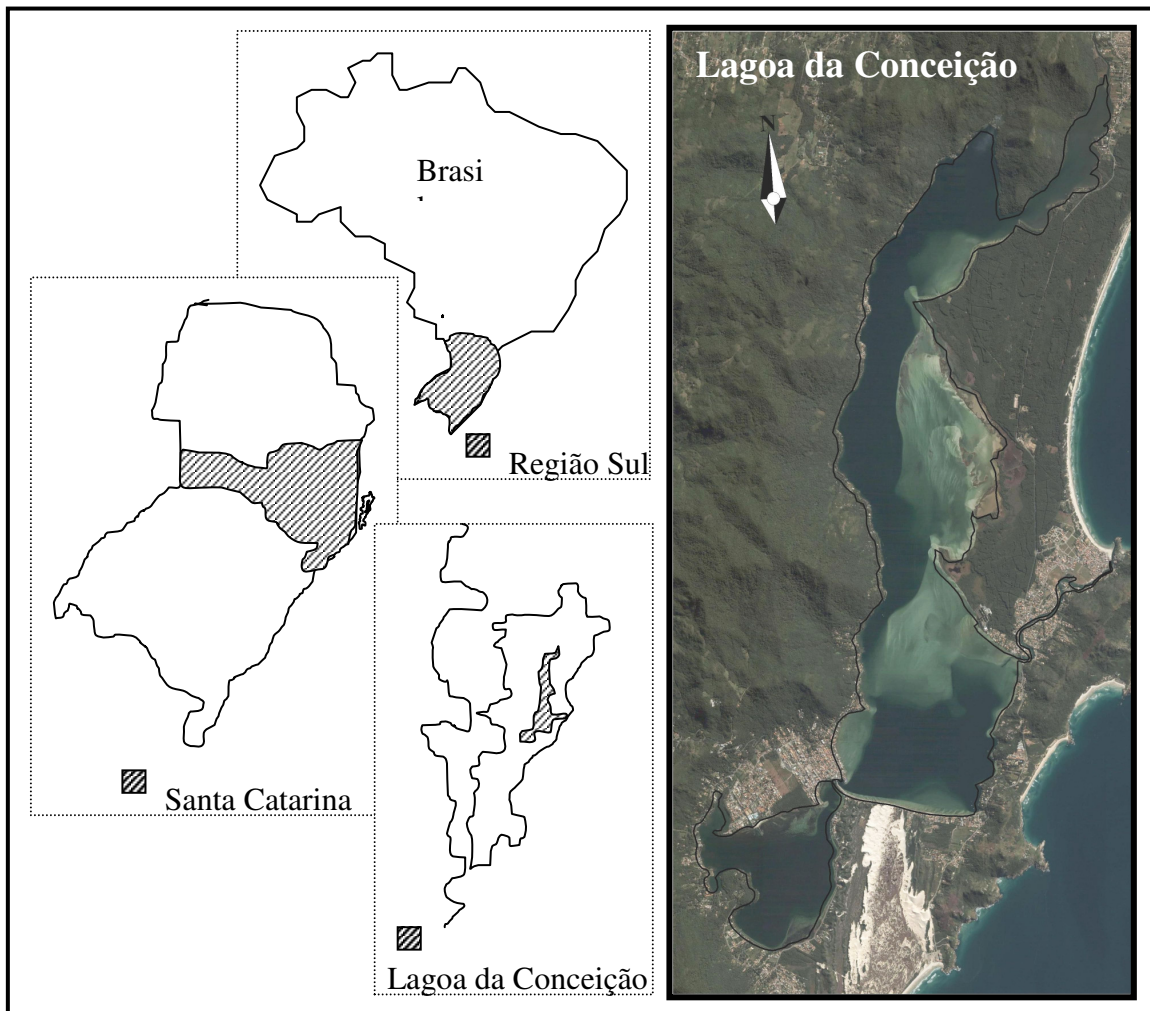 Brasi
Região Sul
Santa Catarina
Lagoa da Conceição
Lagoa da Conceição
N